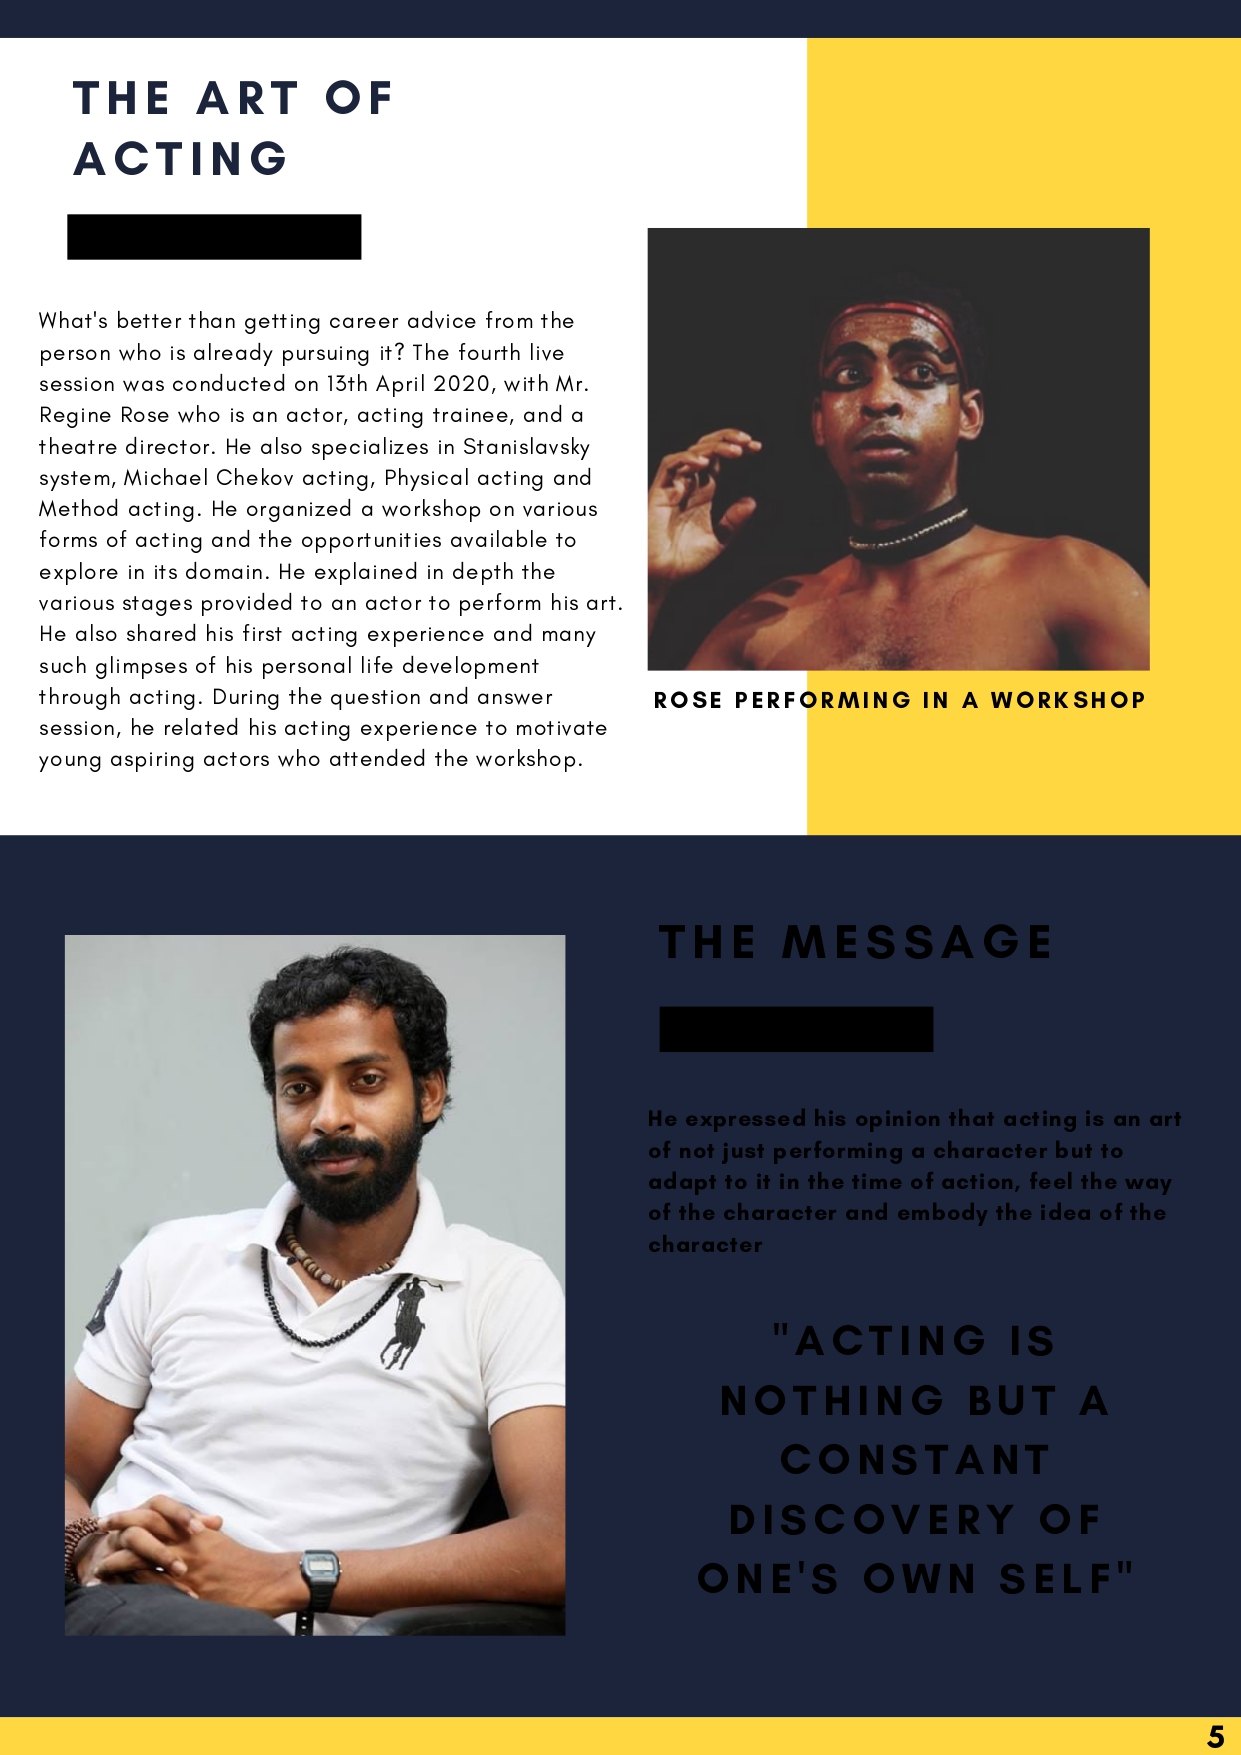 THE ART OF
ACTING
What's better than getting career advice from the
person who is already pursuing it? The fourth live
session was conducted on 13th April 2020, with Mr.
Regine Rose who is an actor, acting trainee, and a
theatre director. He also specializes in Stanislavsky
system, Michael Chekov acting, Physical acting and
Method acting. He organized a workshop on various
forms of acting and the opportunities available to
explore in its domain. He explained in depth the
various stages provided to an actor to perform his art.
He also shared his first acting experience and many
such glimpses of his personal life development
through acting. During the question and answer
session, he related his acting experience to motivate
young aspiring actors who attended the workshop.
ROSE PERFORMING IN A WORKSHOP
THE MESSAGE
He expressed his opinion that acting is an art
of not just performing a character but to
adapt to it in the time of action, feel the way
of the character and embody the idea of the
character
"ACTING IS
NOTHING BUT A
CONSTANT
DISCOVERY OF
ONE'S OWN SELF"
5